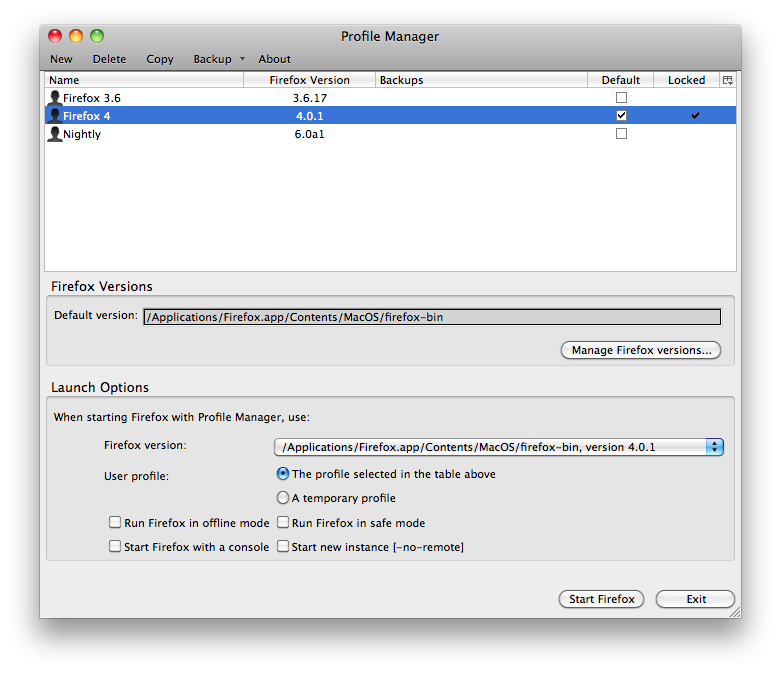 Profile Manager
New Delete Copy Backup About
Name Firefox Version Backups Default Locked
Firefox 3.6 3.6.17
Firefox 4 4.0.1
Nightly 6.0a1
Firefox Versions
Default version: /Applications/Firefox.app/Contents/MacOS/firefox-bin
Manage Firefox versions...
Launch Options
When starting Firefox with Profile Manager, use:
Firefox version: /Applications/Firefox.app/Contents/MacOS/firefox-bin, version 4.0.1
User profile: The profile selected in the table above
A temporary profile
Run Firefox in offline mode Run Firefox in safe mode
Start Firefox with a console Start new instance [-no-remote]
Start Firefox Exit